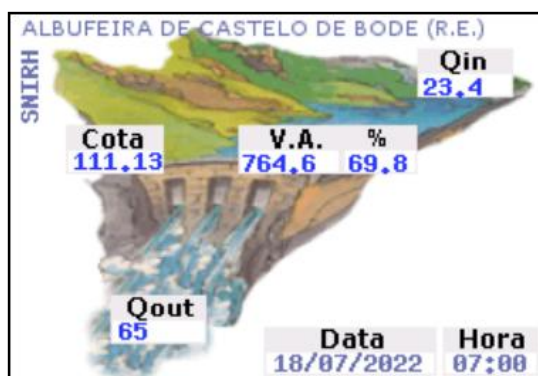 ALBUFEIRA DE CASTELO DE BODE (R.E.)
SNIRH
Qin
23.4
Cota
111.13
V.A. %
764.6 69.8
Qout
65
Data Hora
18/07/2022 07:00